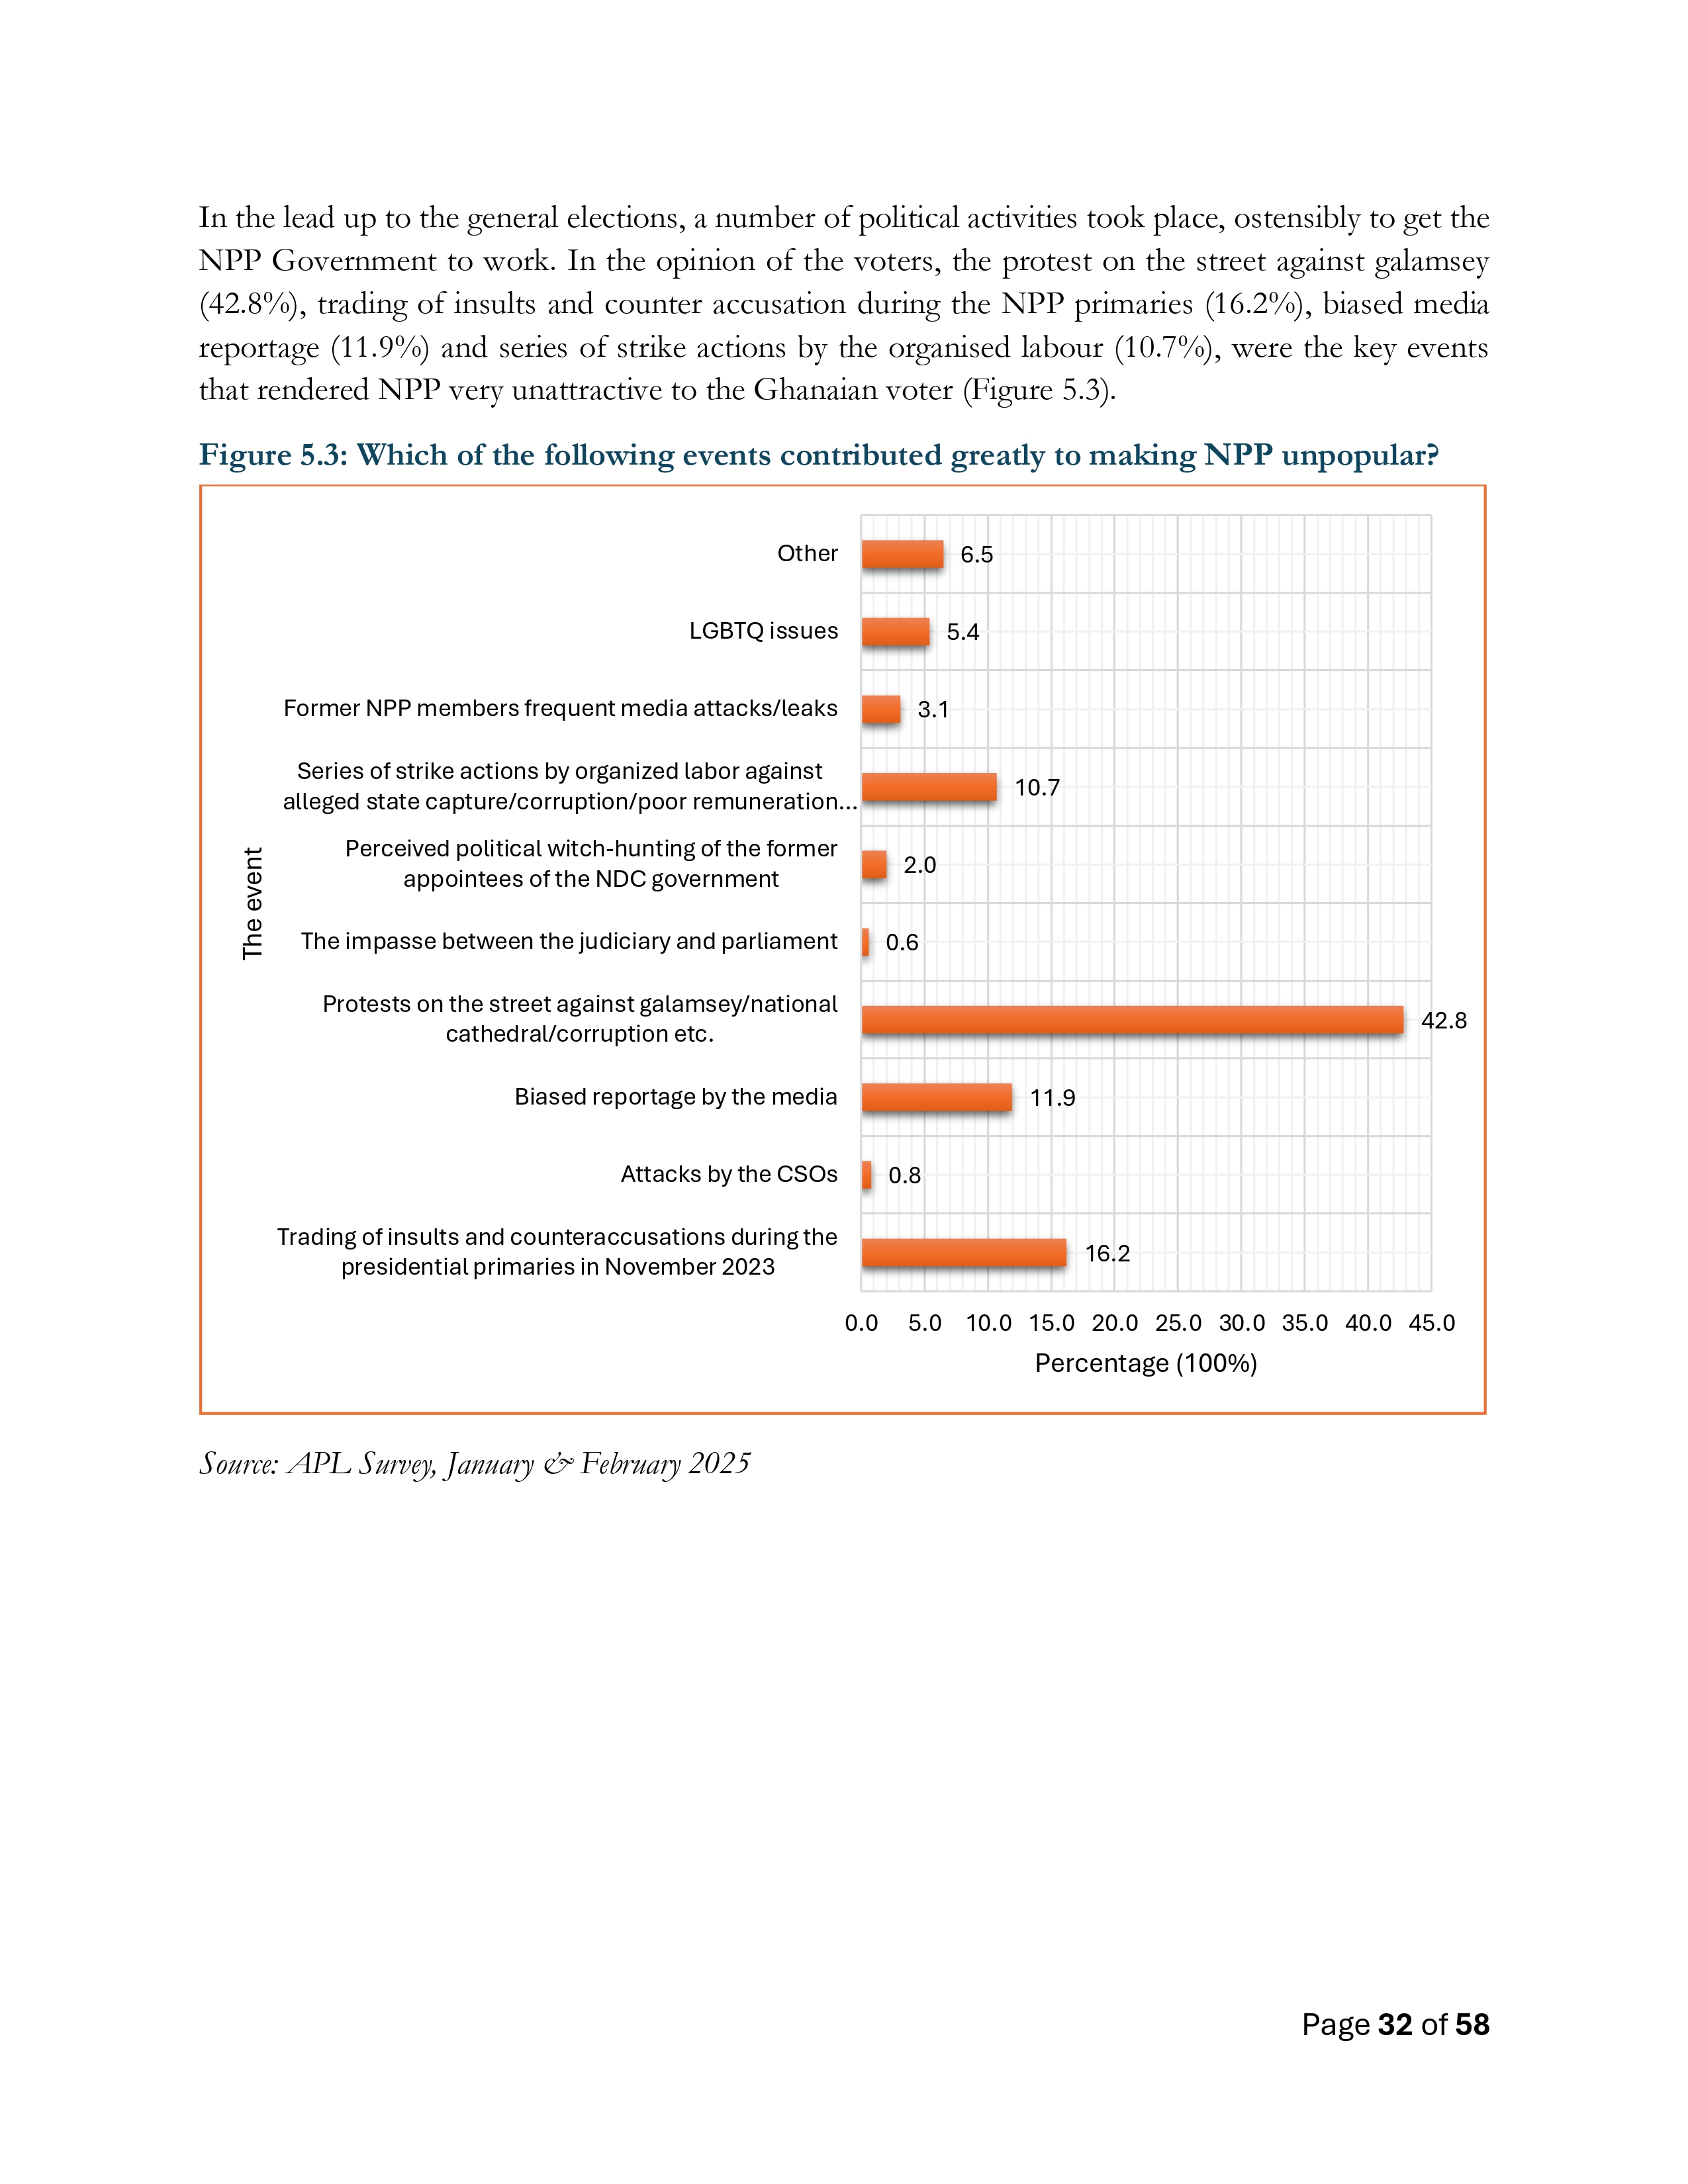 In the lead up to the general elections, a number of political activities took place, ostensibly to get the
NPP Government to work. In the opinion of the voters, the protest on the street against galamsey
(42.8%), trading of insults and counter accusation during the NPP primaries (16.2%), biased media
reportage (11.9%) and series of strike actions by the organised labour (10.7%), were the key events
that rendered NPP very unattractive to the Ghanaian voter (Figure 5.3).
Figure 5.3: Which of the following events contributed greatly to making NPP unpopular?
The event
Other 6.5
LGBTQ issues 5.4
Former NPP members frequent media attacks/leaks 3.1
Series of strike actions by organized labor against
alleged state capture/corruption/poor remuneration... 10.7
Perceived political witch-hunting of the former
appointees of the NDC government 2.0
The impasse between the judiciary and parliament 0.6
Protests on the street against galamsey/national
cathedral/corruption etc. 42.8
Biased reportage by the media 11.9
Attacks by the CSOs 0.8
Trading of insults and counteraccusations during the
presidential primaries in November 2023 16.2
0.0 5.0 10.0 15.0 20.0 25.0 30.0 35.0 40.0 45.0
Percentage (100%)
Source: APL Survey, January & February 2025
Page 32 of 58